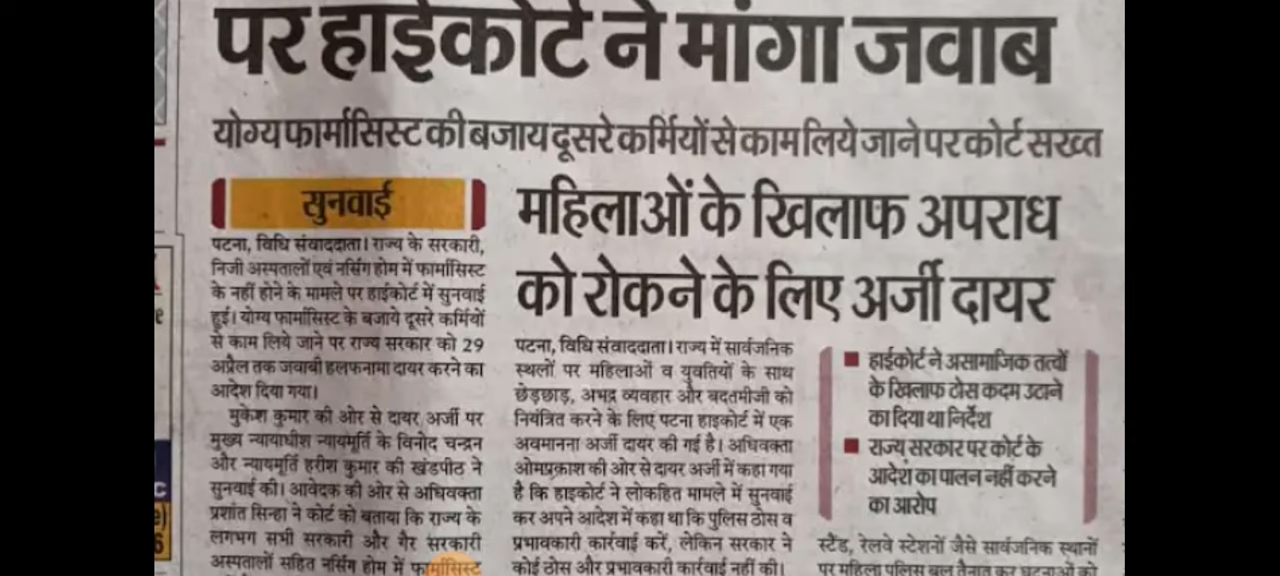 पर हाईकोर्ट ने मांगा जवाब
योग्य फार्मासिस्ट की बजाय दूसरे कर्मियों से काम लिये जाने पर कोर्ट सख्त
सुनवाई
पटना, विधि संवाददाता। राज्य के सरकारी,
निजी अस्पतालों एवं नर्सिंग होम में फार्मासिस्ट
के नहीं होने के मामले पर हाईकोर्ट में सुनवाई
हुई। योग्य फार्मासिस्ट के बजाये दूसरे कर्मियों
से काम लिये जाने पर राज्य सरकार को 29
अप्रैल तक जवाबी हलफनामा दायर करने का
आदेश दिया गया।
मुकेश कुमार की ओर से दायर अर्जी पर
मुख्य न्यायाधीश न्यायमूर्ति के विनोद चन्द्रन
और न्यायमूर्ति हरीश कुमार की खंडपीठ ने
सुनवाई की। आवेदक की ओर से अधिवक्ता
प्रशांत सिन्हा ने कोर्ट को बताया कि राज्य के
लगभग सभी सरकारी और गैर सरकारी
अस्पतालों सहित नर्सिंग होम में फार्मासिस्ट
महिलाओं के खिलाफ अपराध
को रोकने के लिए अर्जी दायर
पटना, विधि संवाददाता। राज्य में सार्वजनिक
स्थलों पर महिलाओं व युवतियों के साथ
छेड़छाड़, अभद्र व्यवहार और बदतमीजी को
नियंत्रित करने के लिए पटना हाइकोर्ट में एक
अवमानना अर्जी दायर की गई है। अधिवक्ता
ओमप्रकाश की ओर से दायर अर्जी में कहा गया
है कि हाइकोर्ट ने लोकहित मामले में सुनवाई
कर अपने आदेश में कहा था कि पुलिस ठोस व
प्रभावकारी कार्रवाई करें, लेकिन सरकार ने
कोई ठोस और प्रभावकारी कार्रवाई नहीं की।
हाईकोर्ट ने असामाजिक तत्वों
के खिलाफ ठोस कदम उठाने
का दिया था निर्देश
राज्य सरकार पर कोर्ट के
आदेश का पालन नहीं करने
का आरोप
स्टैंड, रेलवे स्टेशनों जैसे सार्वजनिक स्थानों
पर महिला पुलिस बल तैनात कर घटनाओं को